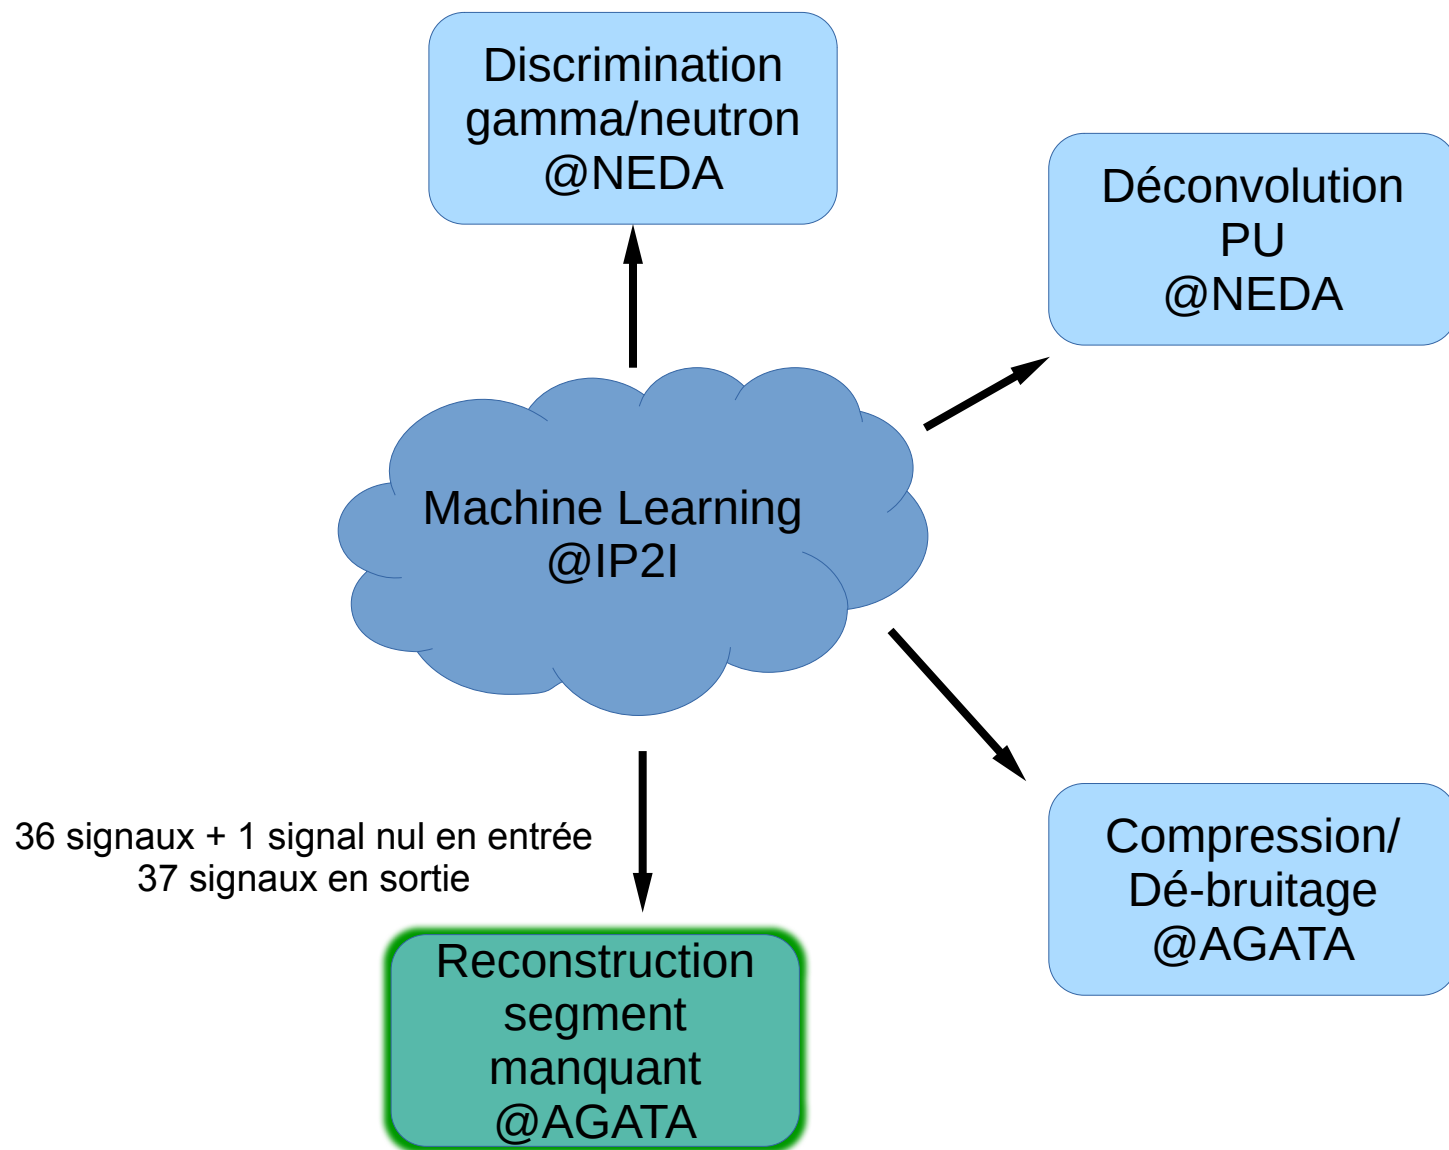 Discrimination
gamma/neutron
@NEDA
Déconvolution
PU
@NEDA
Machine Learning
@IP2I
36 signaux + 1 signal nul en entrée
37 signaux en sortie
Compression/
Dé-bruitage
@AGATA
Reconstruction
segment
manquant
@AGATA